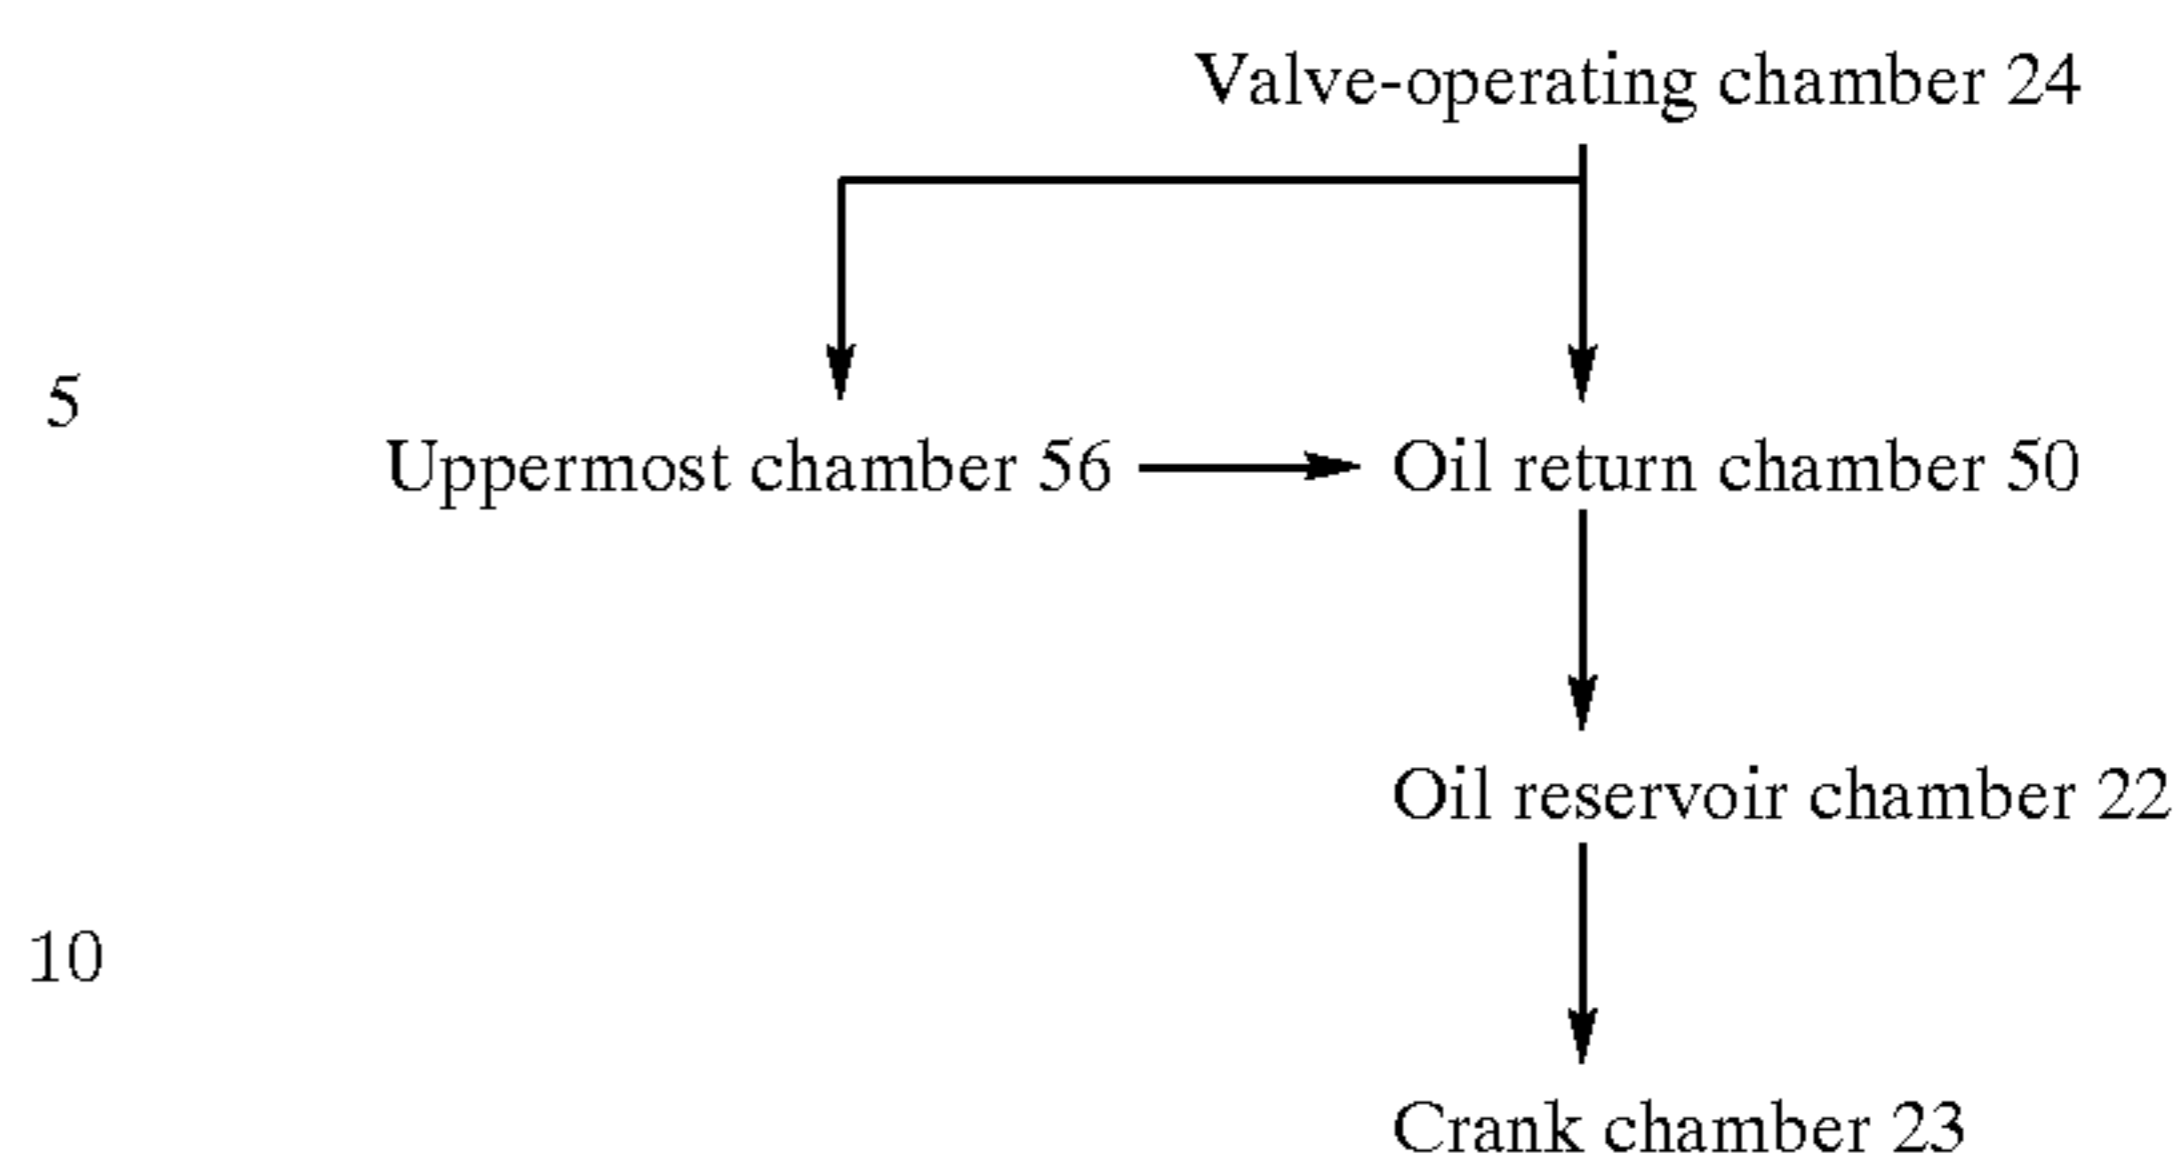 Valve-operating chamber 24
5
Uppermost chamber 56 Oil return chamber 50
Oil reservoir chamber 22
10
Crank chamber 23